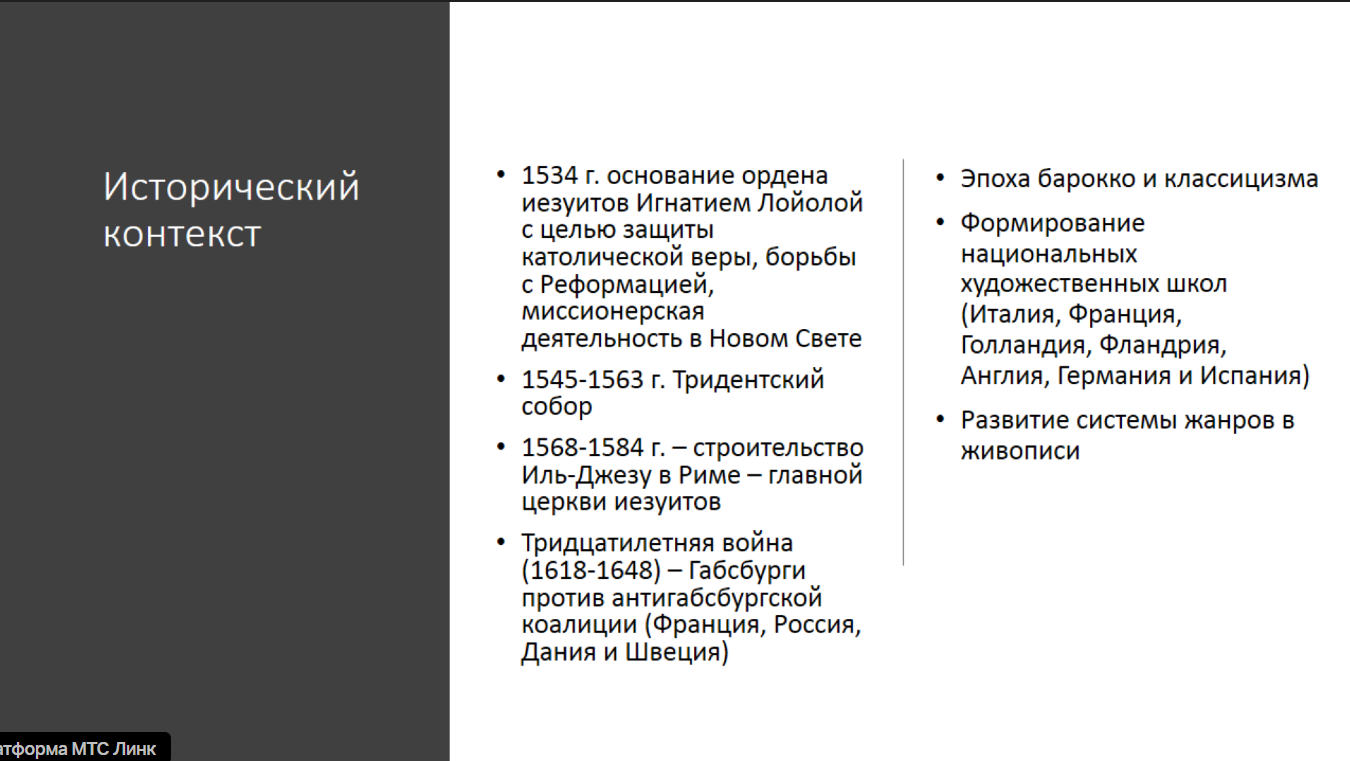 Исторический
контекст
• 1534 г. основание ордена
иезуитов Игнатием Лойолой
с целью защиты
католической веры, борьбы
с Реформацией,
миссионерская
деятельность в Новом Свете
• 1545-1563 г. Тридентский
собор
• 1568-1584 г. – строительство
Иль-Джезу в Риме – главной
церкви иезуитов
• Тридцатилетняя война
(1618-1648) – Габсбурги
против антигабсбургской
коалиции (Франция, Россия,
Дания и Швеция)
• Эпоха барокко и классицизма
• Формирование
национальных
художественных школ
(Италия, Франция,
Голландия, Фландрия,
Англия, Германия и Испания)
• Развитие системы жанров в
живописи
атформа МТС Линк